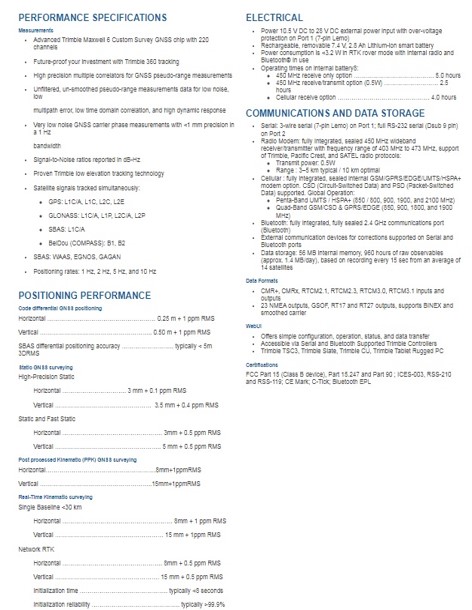 PERFORMANCE SPECIFICATIONS
Measurements
• Advanced Trimble Maxwell 6 Custom Survey GNSS chip with 220
channels
• Future-proof your investment with Trimble 360 tracking
• High precision multiple correlators for GNSS pseudo-range measurements
• Unfiltered, un-smoothed pseudo-range measurements data for low noise,
low
multipath error, low time domain correlation, and high dynamic response
• Very low noise GNSS carrier phase measurements with <1 mm precision in
a 1 Hz
bandwidth
• Signal-to-Noise ratios reported in dB-Hz
• Proven Trimble low elevation tracking technology
• Satellite signals tracked simultaneously:
• GPS: L1C/A, L1C, L2C, L2E
• GLONASS: L1C/A, L1P, L2C/A, L2P
• SBAS: L1C/A
• BeiDou (COMPASS): B1, B2
• SBAS: WAAS, EGNOS, GAGAN
• Positioning rates: 1 Hz, 2 Hz, 5 Hz, and 10 Hz
POSITIONING PERFORMANCE
Code differential GNSS positioning
Horizontal ........ 0.25 m + 1 ppm RMS
Vertical ........ 0.50 m + 1 ppm RMS
SBAS differential positioning accuracy ........ typically < 5m
3DRMS
Static GNSS surveying
High-Precision Static
Horizontal ........ 3 mm + 0.1 ppm RMS
Vertical ........ 3.5 mm + 0.4 ppm RMS
Static and Fast Static
Horizontal ........ 3mm + 0.5 ppm RMS
Vertical ........ 5 mm + 0.5 ppm RMS
Post processed Kinematic (PPK) GNSS surveying
Horizontal ........ 8mm+1ppmRMS
Vertical ........ 15mm+1ppmRMS
Real-Time Kinematic surveying
Single Baseline <30 km
Horizontal ........ 8mm + 1 ppm RMS
Vertical ........ 15 mm + 1ppm RMS
Network RTK
Horizontal ........ 8mm + 0.5 ppm RMS
Vertical ........ 15 mm + 0.5 ppm RMS
Initialization time ........ typically <8 seconds
Initialization reliability ........ typically >99.9%
ELECTRICAL
• Power 10.5 V DC to 28 V DC external power input with over-voltage
protection on Port 1 (7-pin Lemo)
• Rechargeable, removable 7.4 V, 2.8 Ah Lithium-Ion smart battery
• Power consumption is <3.2 W in RTK rover mode with internal radio and
Bluetooth® in use
• Operating times on internal battery8:
• 450 MHz receive only option ........ 5.0 hours
• 450 MHz receive/transmit option (0.5W) ........ 2.5
hours
• Cellular receive option ........ 4.0 hours
COMMUNICATIONS AND DATA STORAGE
• Serial: 3-wire serial (7-pin Lemo) on Port 1; full RS-232 serial (Dsub 9 pin)
on Port 2
• Radio Modem: fully Integrated, sealed 450 MHz wideband
receiver/transmitter with frequency range of 403 MHz to 473 MHz, support
of Trimble, Pacific Crest, and SATEL radio protocols:
• Transmit power: 0.5W
• Range : 3–5 km typical / 10 km optimal
• Cellular : fully integrated, sealed internal GSM/GPRS/EDGE/UMTS/HSPA+
modem option. CSD (Circuit-Switched Data) and PSD (Packet-Switched
Data) supported. Global Operation:
• Penta-Band UMTS / HSPA+ (850 / 800, 900, 1900, and 2100 MHz)
• Quad-Band GSM/CSD & GPRS/EDGE (850, 900, 1800, and 1900
MHz)
• Bluetooth: fully integrated, fully sealed 2.4 GHz communications port
(Bluetooth)
• External communication devices for corrections supported on Serial and
Bluetooth ports
• Data storage: 56 MB internal memory, 960 hours of raw observables
(approx. 1.4 MB/day), based on recording every 15 sec from an average of
14 satellites
Data Formats
• CMR+, CMRx, RTCM2.1, RTCM2.3, RTCM3.0, RTCM3.1 inputs and
outputs
• 23 NMEA outputs, GSOF, RT17 and RT27 outputs, supports BINEX and
smoothed carrier
WebUI
• Offers simple configuration, operation, status, and data transfer
• Accessible via Serial and Bluetooth Supported Trimble Controllers
• Trimble TSC3, Trimble Slate, Trimble CU, Trimble Tablet Rugged PC
Certifications
FCC Part 15 (Class B device), Part 15.247 and Part 90 ; ICES-003, RSS-210
and RSS-119; CE Mark; C-Tick; Bluetooth EPL